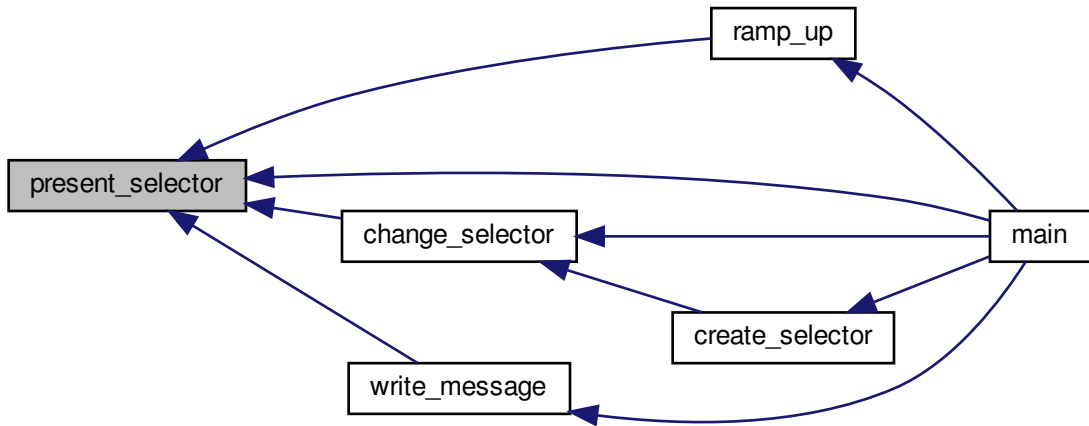 ramp_up
present_selector
change_selector
main
create_selector
write_message